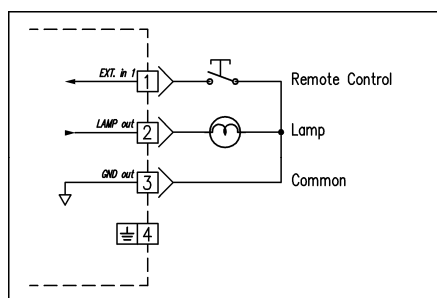 EXT. in 1 1 Remote Control
LAMP out 2 Lamp
GND out 3 Common
4